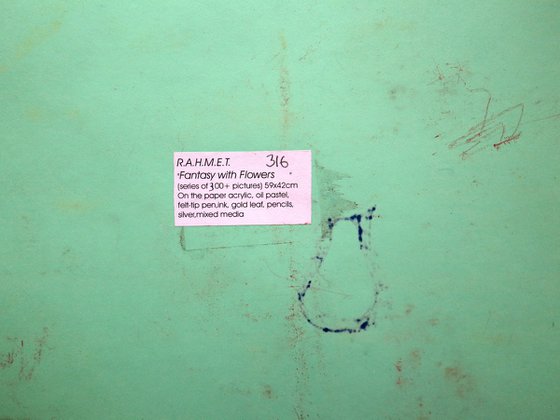 R.A.H.M.E.T. 316
"Fantasy with Flowers"
(series of 300+ pictures) 59x42cm
On the paper acrylic, oil pastel,
felt-tip pen,ink, gold leaf, pencils,
silver,mixed media